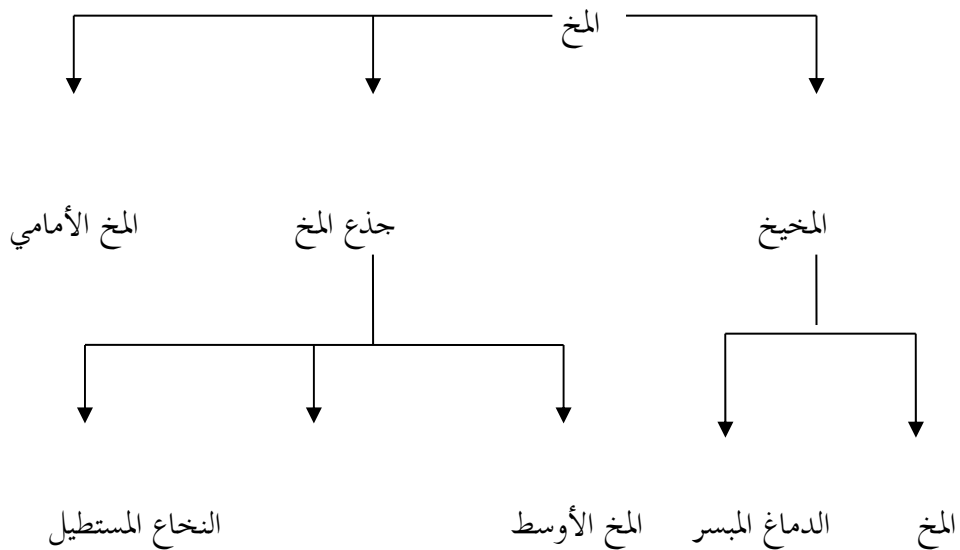 المخ
المخيخ جذع المخ المخ الأمامي
المخ الدماغ المبسر المخ الأوسط النخاع المستطيل